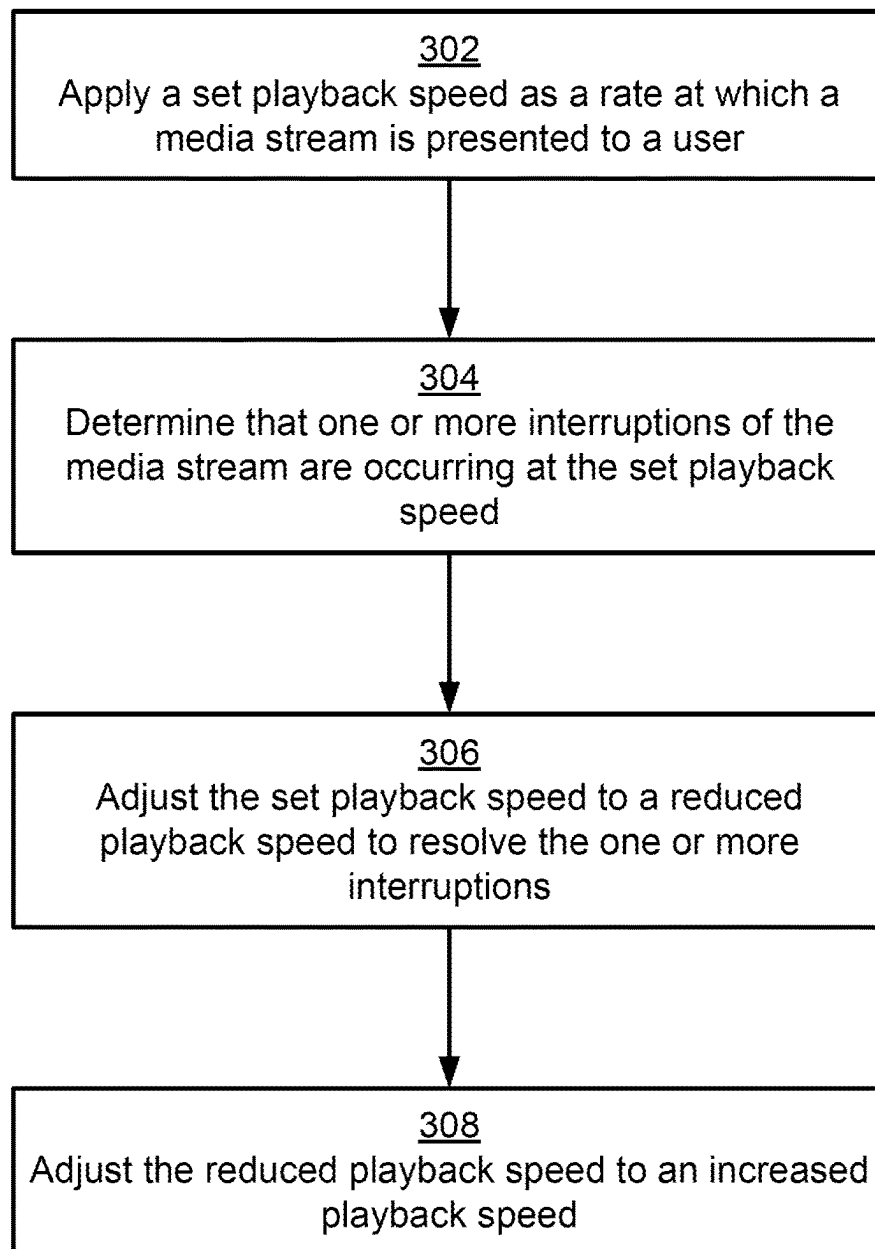 302
Apply a set playback speed as a rate at which a
media stream is presented to a user
304
Determine that one or more interruptions of the
media stream are occurring at the set playback
speed
306
Adjust the set playback speed to a reduced
playback speed to resolve the one or more
interruptions
308
Adjust the reduced playback speed to an increased
playback speed